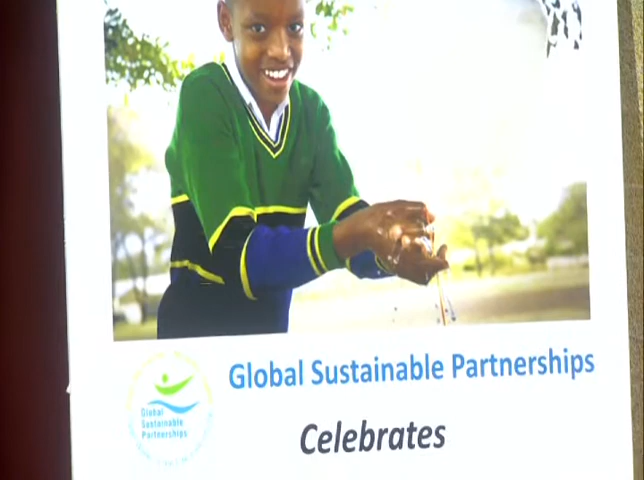 Global Sustainable Partnerships
Global
Sustainable
Partnerships
Celebrates